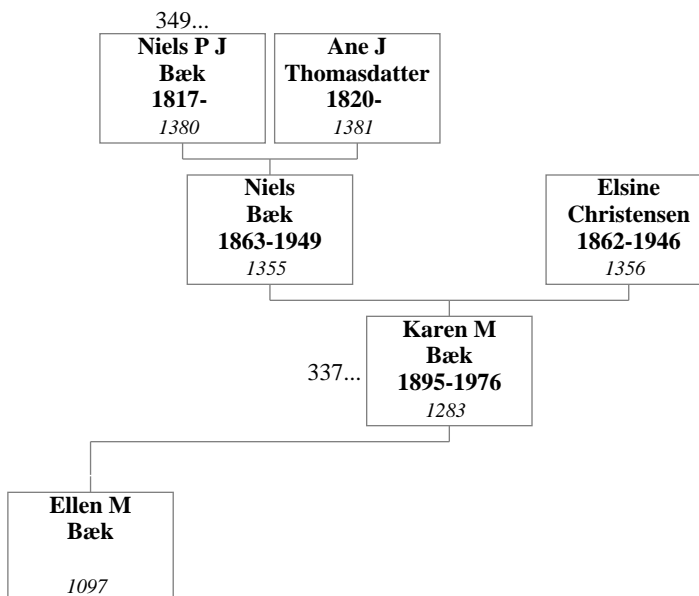 349...
Niels P J
Bæk
1817-
1380
Ane J
Thomasdatter
1820-
1381
Niels
Bæk
1863-1949
1355
Elsine
Christensen
1862-1946
1356
337...
Karen M
Bæk
1895-1976
1283
Ellen M
Bæk
1097